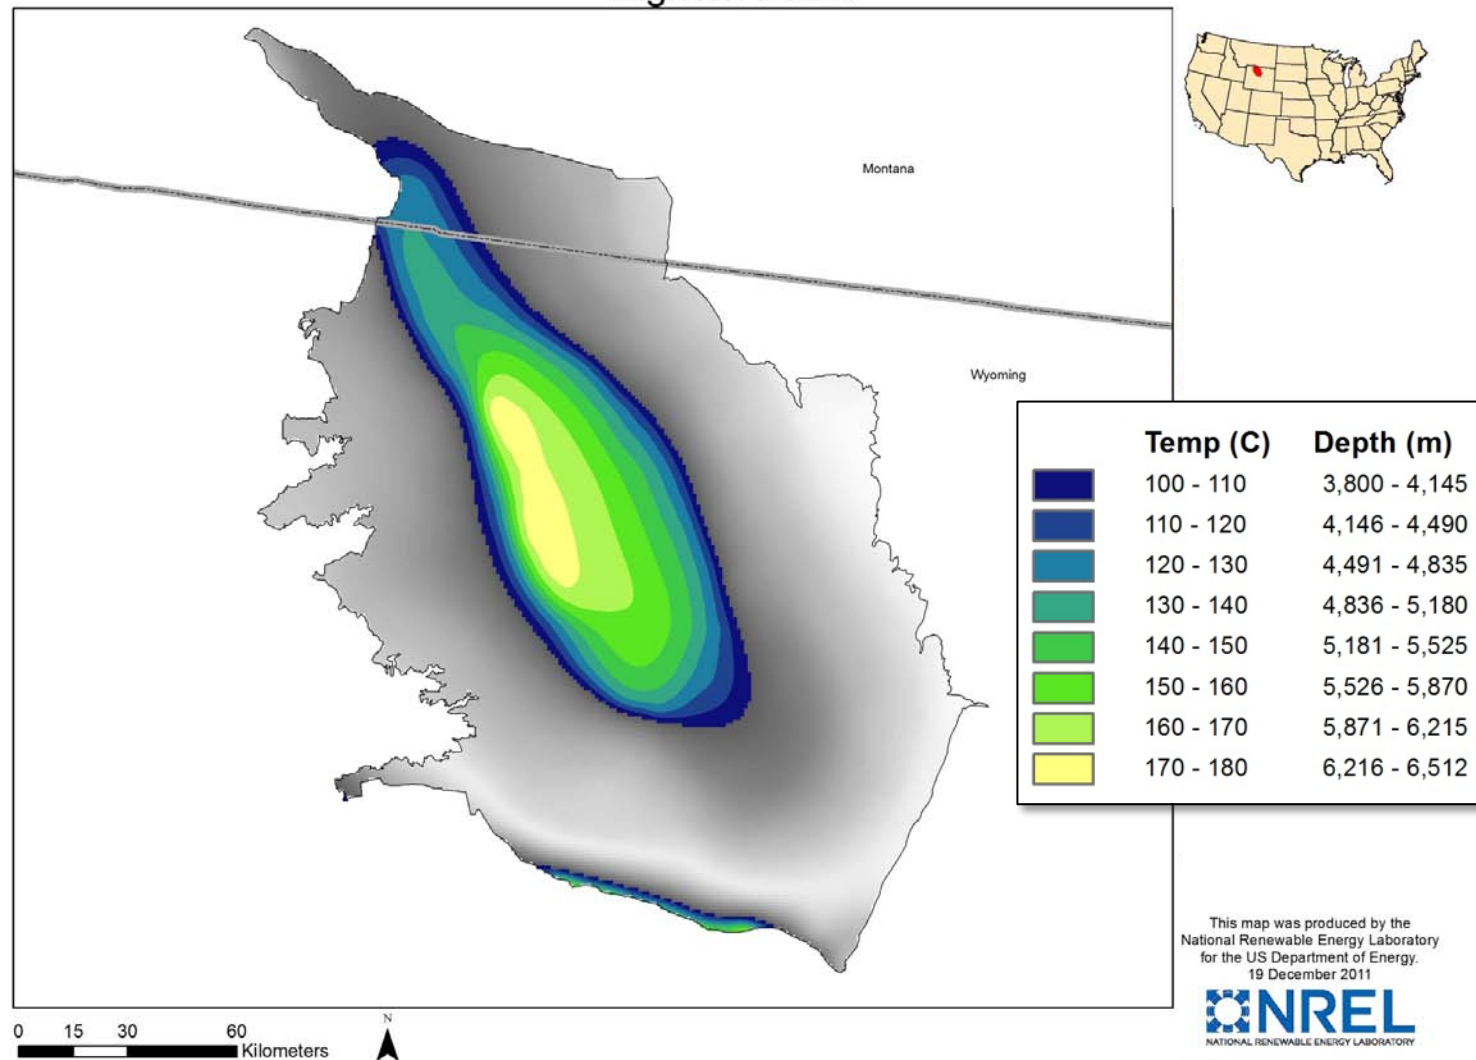 Montana
Wyoming
Temp (C) Depth (m)
100 - 110 3,800 - 4,145
110 - 120 4,146 - 4,490
120 - 130 4,491 - 4,835
130 - 140 4,836 - 5,180
140 - 150 5,181 - 5,525
150 - 160 5,526 - 5,870
160 - 170 5,871 - 6,215
170 - 180 6,216 - 6,512
This map was produced by the
National Renewable Energy Laboratory
for the US Department of Energy.
19 December 2011
NREL
NATIONAL RENEWABLE ENERGY LABORATORY
0 15 30 60
Kilometers
N